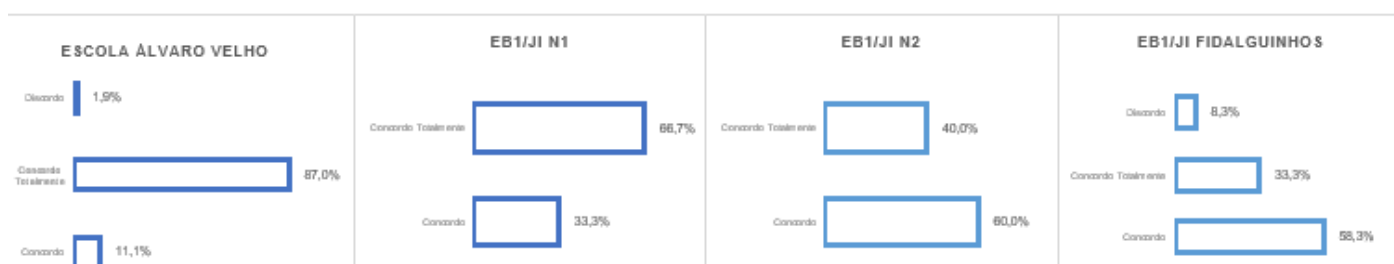 ESCOLA ÁLVARO VELHO
Discordo
1,9%
Concordo
Totalmente
87,0%
Concordo
11,1%
EB1/JI N1
Concordo Totalmente
66,7%
Concordo
33,3%
EB1/JI N2
Concordo Totalmente
40,0%
Concordo
60,0%
EB1/JI FIDALGUINHOS
Discordo
8,3%
Concordo Totalmente
33,3%
Concordo
58,3%